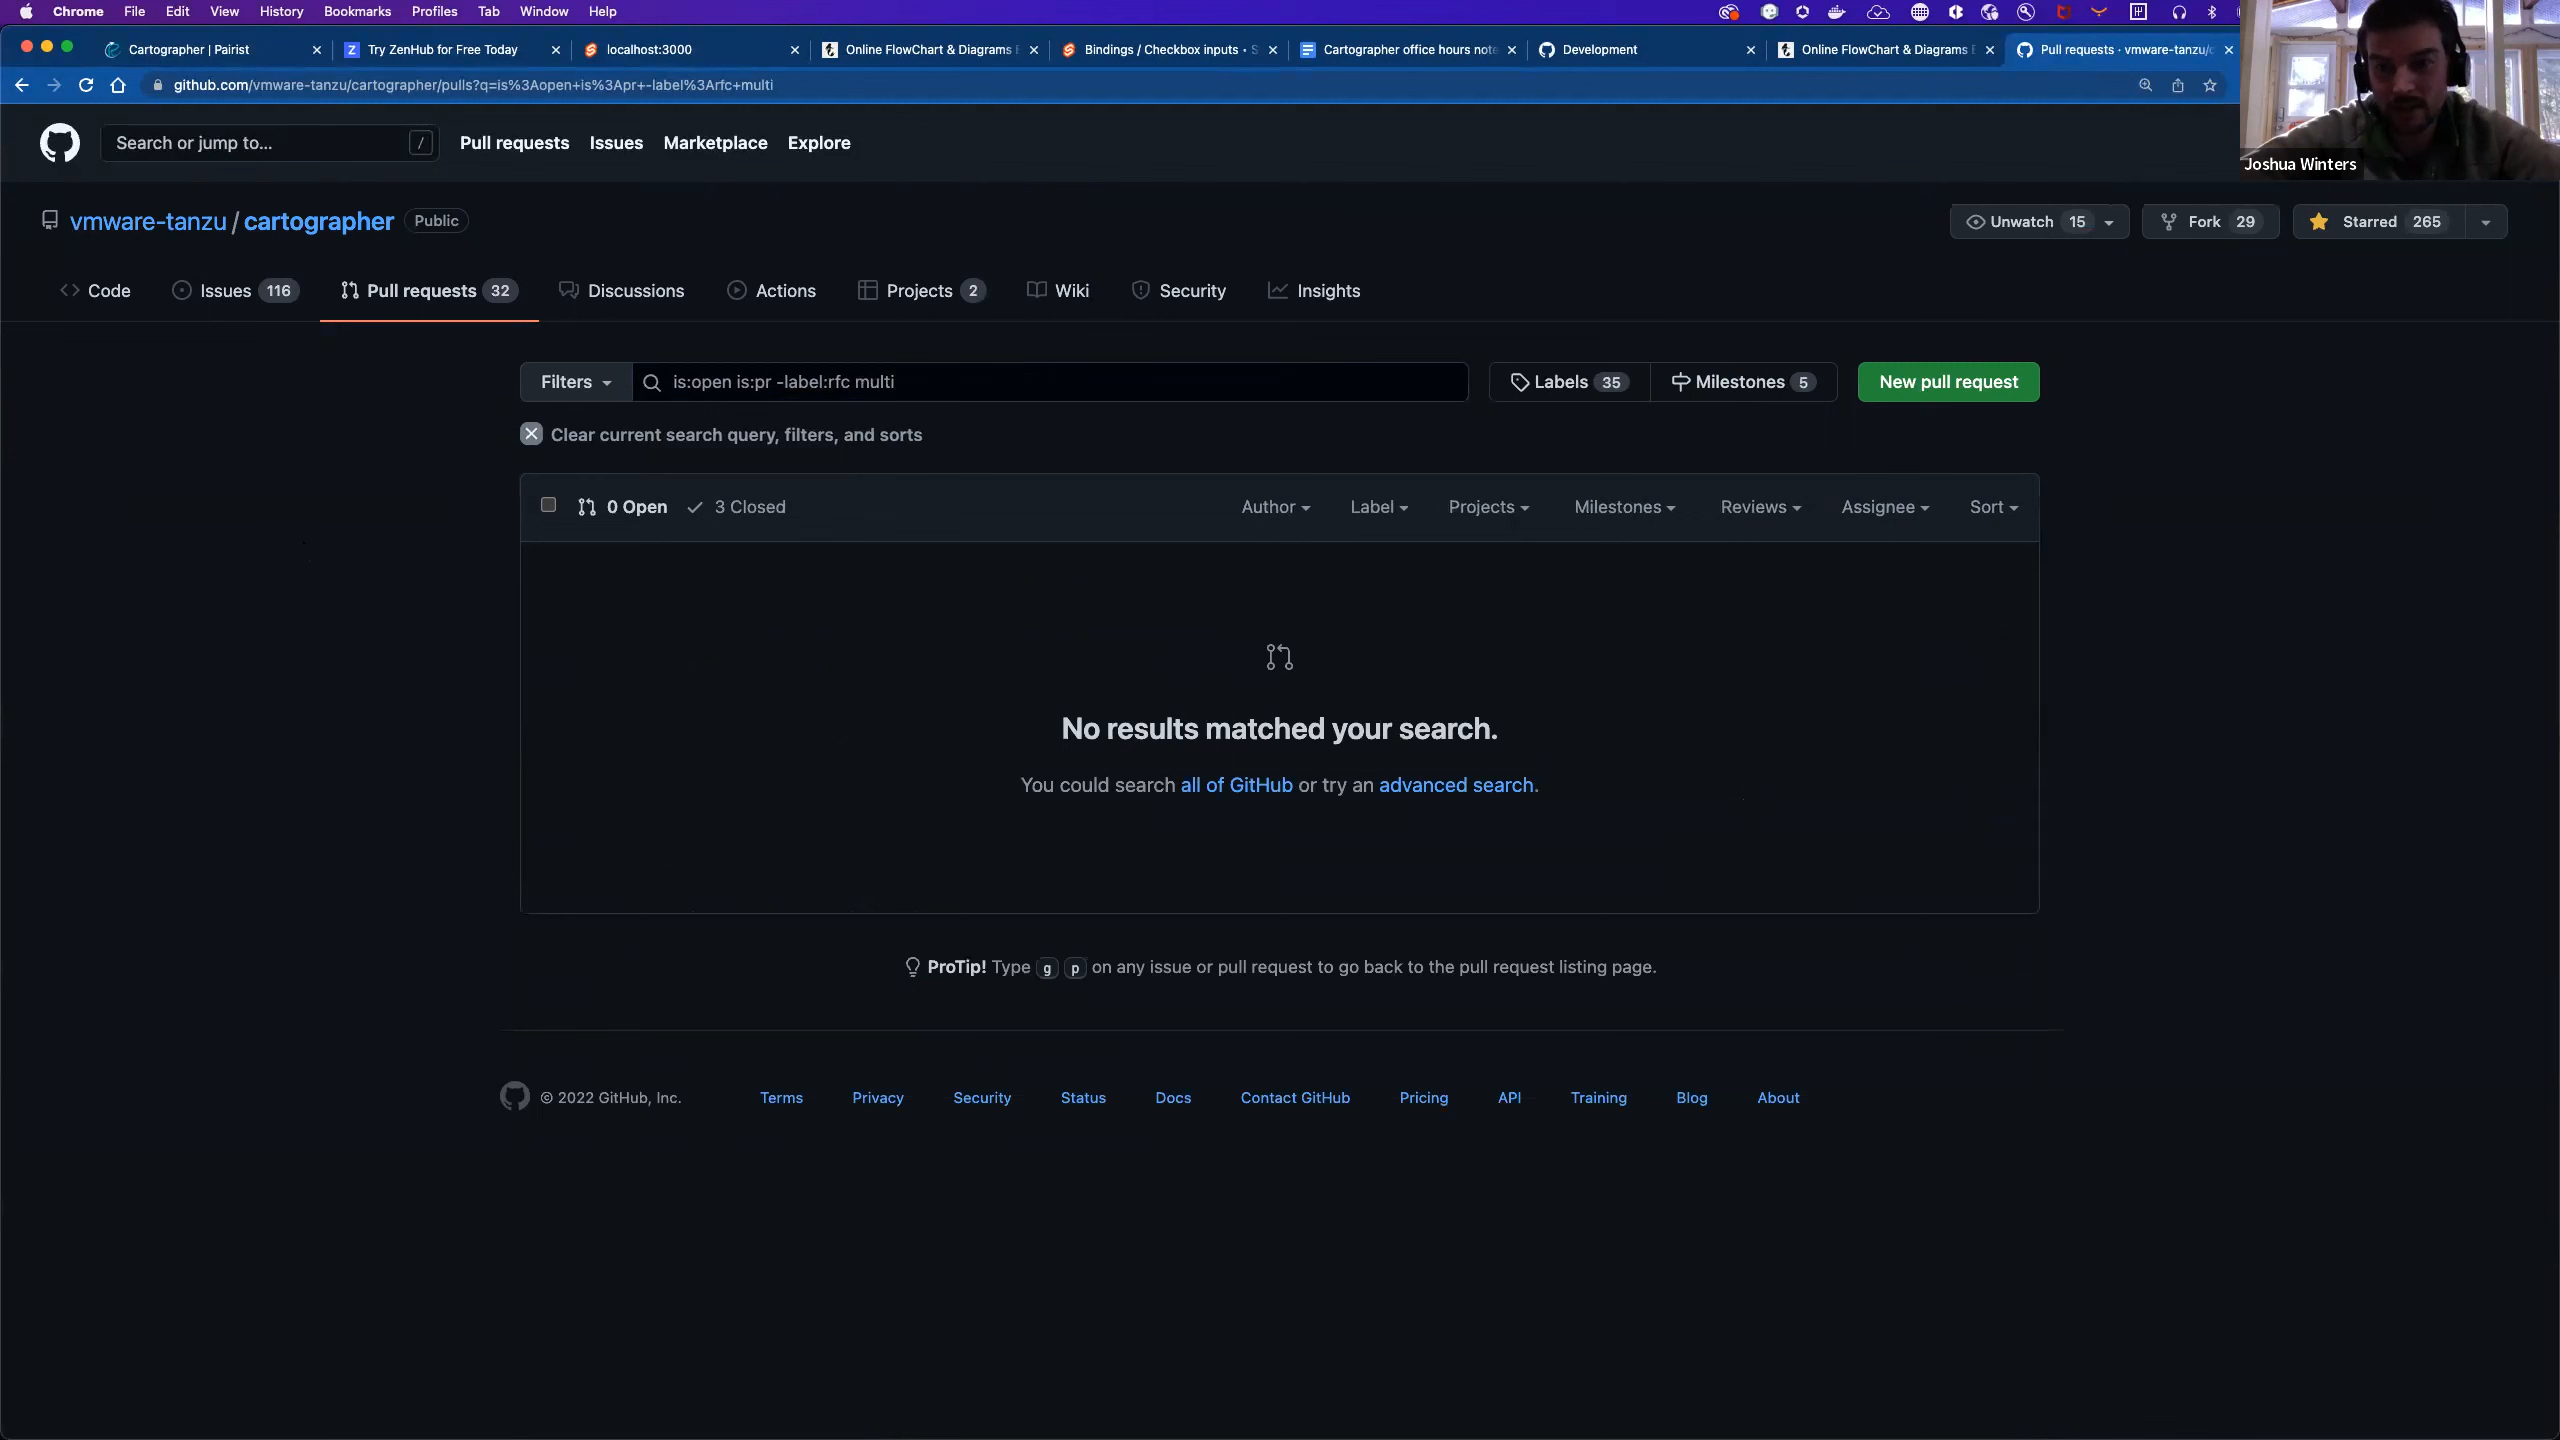 Chrome File Edit View History Bookmarks Profiles Tab Window Help
Cartographer | Pairist
Try ZenHub for Free Today
localhost:3000
Online FlowChart & Diagrams E
Bindings / Checkbox inputs • S
Cartographer office hours note
Development
Online FlowChart & Diagrams E
Pull requests · vmware-tanzu/c
github.com/vmware-tanzu/cartographer/pulls?q=is%3Aopen+is%3Apr+-label%3Arfc+multi
Search or jump to... /
Pull requests Issues Marketplace Explore
Joshua Winters
vmware-tanzu / cartographer Public
Unwatch 15
Fork 29
Starred 265
Code
Issues 116
Pull requests 32
Discussions
Actions
Projects 2
Wiki
Security
Insights
Filters
is:open is:pr -label:rfc multi
Labels 35
Milestones 5
New pull request
Clear current search query, filters, and sorts
0 Open 3 Closed
Author Label Projects Milestones Reviews Assignee Sort
No results matched your search.
You could search all of GitHub or try an advanced search.
ProTip! Type g p on any issue or pull request to go back to the pull request listing page.
© 2022 GitHub, Inc. Terms Privacy Security Status Docs Contact GitHub Pricing API Training Blog About